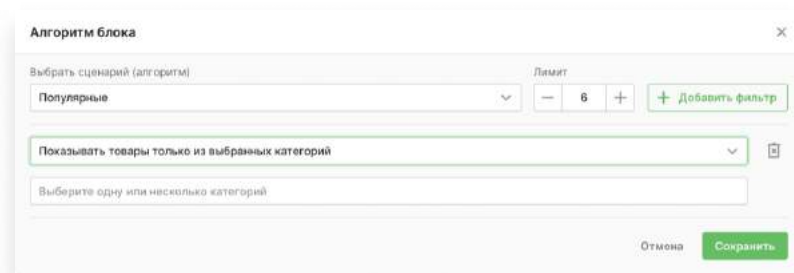 Алгоритм блока
Выбрать сценарий (алгоритм) Лимит
Популярные 6 Добавить фильтр
Показывать товары только из выбранных категорий
Выберите одну или несколько категорий
Отмена Сохранить